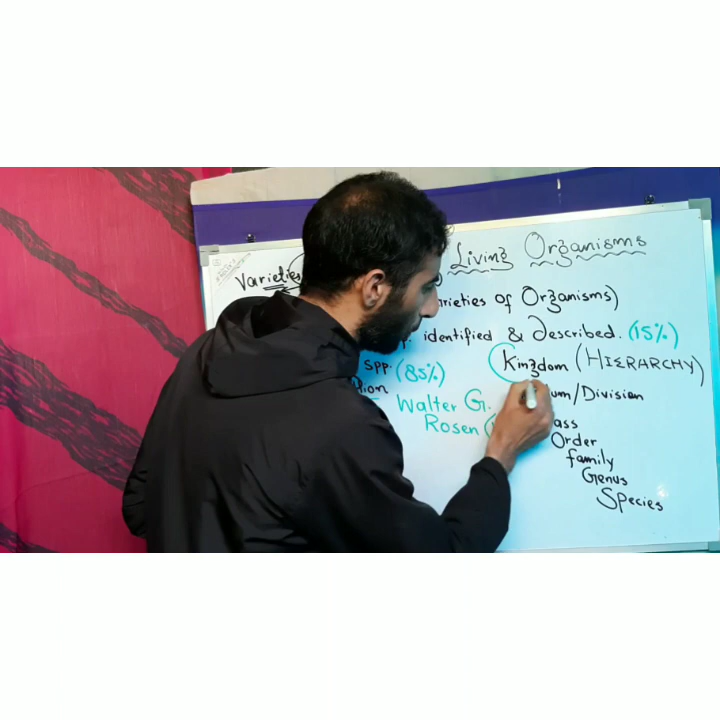 Varieties Living Organisms
rieties of Organisms)
identified & Described. (15%)
spp. (85%)
Kingdom (HIERARCHY)
lion
um/Division
Walter G.
ass
Rosen (
Order
family
Genus
Species